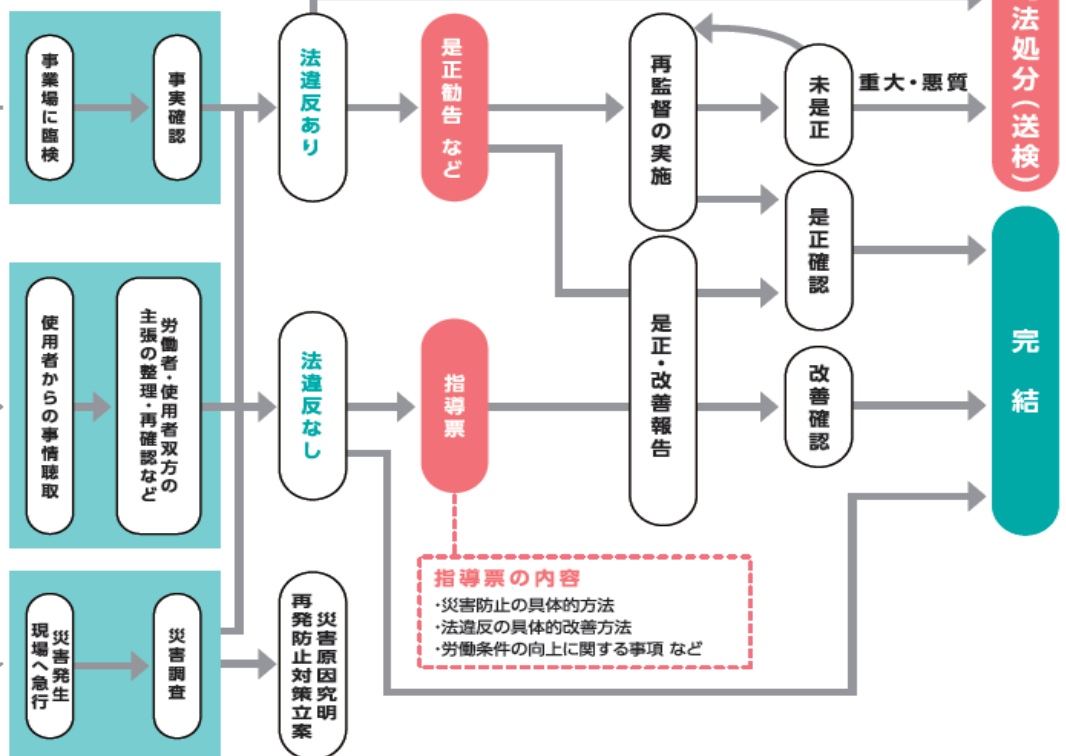 事業場に臨検
事実確認
法違反あり
是正勧告 など
再監督の実施
未是正
重大・悪質
法処分(送検)
是正確認
使用者からの事情聴取
労働者・使用者双方の
主張の整理・再確認など
法違反なし
指導票
是正・改善報告
改善確認
完結
指導票の内容
・災害防止の具体的方法
・法違反の具体的改善方法
・労働条件の向上に関する事項 など
災害発生
現場へ急行
災害調査
災害原因究明
再発防止対策立案